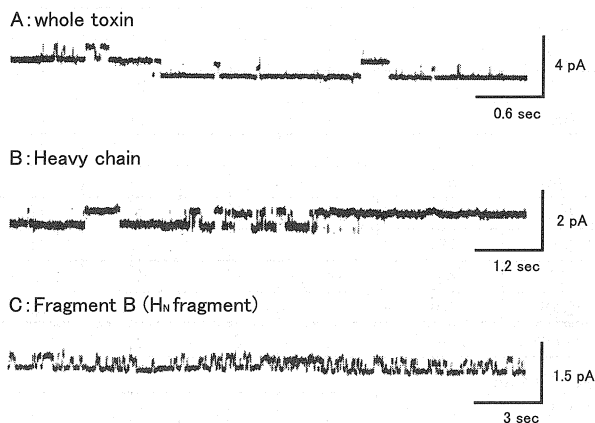 A: whole toxin
4 pA
0.6 sec
B: Heavy chain
2 pA
1.2 sec
C: Fragment B (HN fragment)
1.5 pA
3 sec